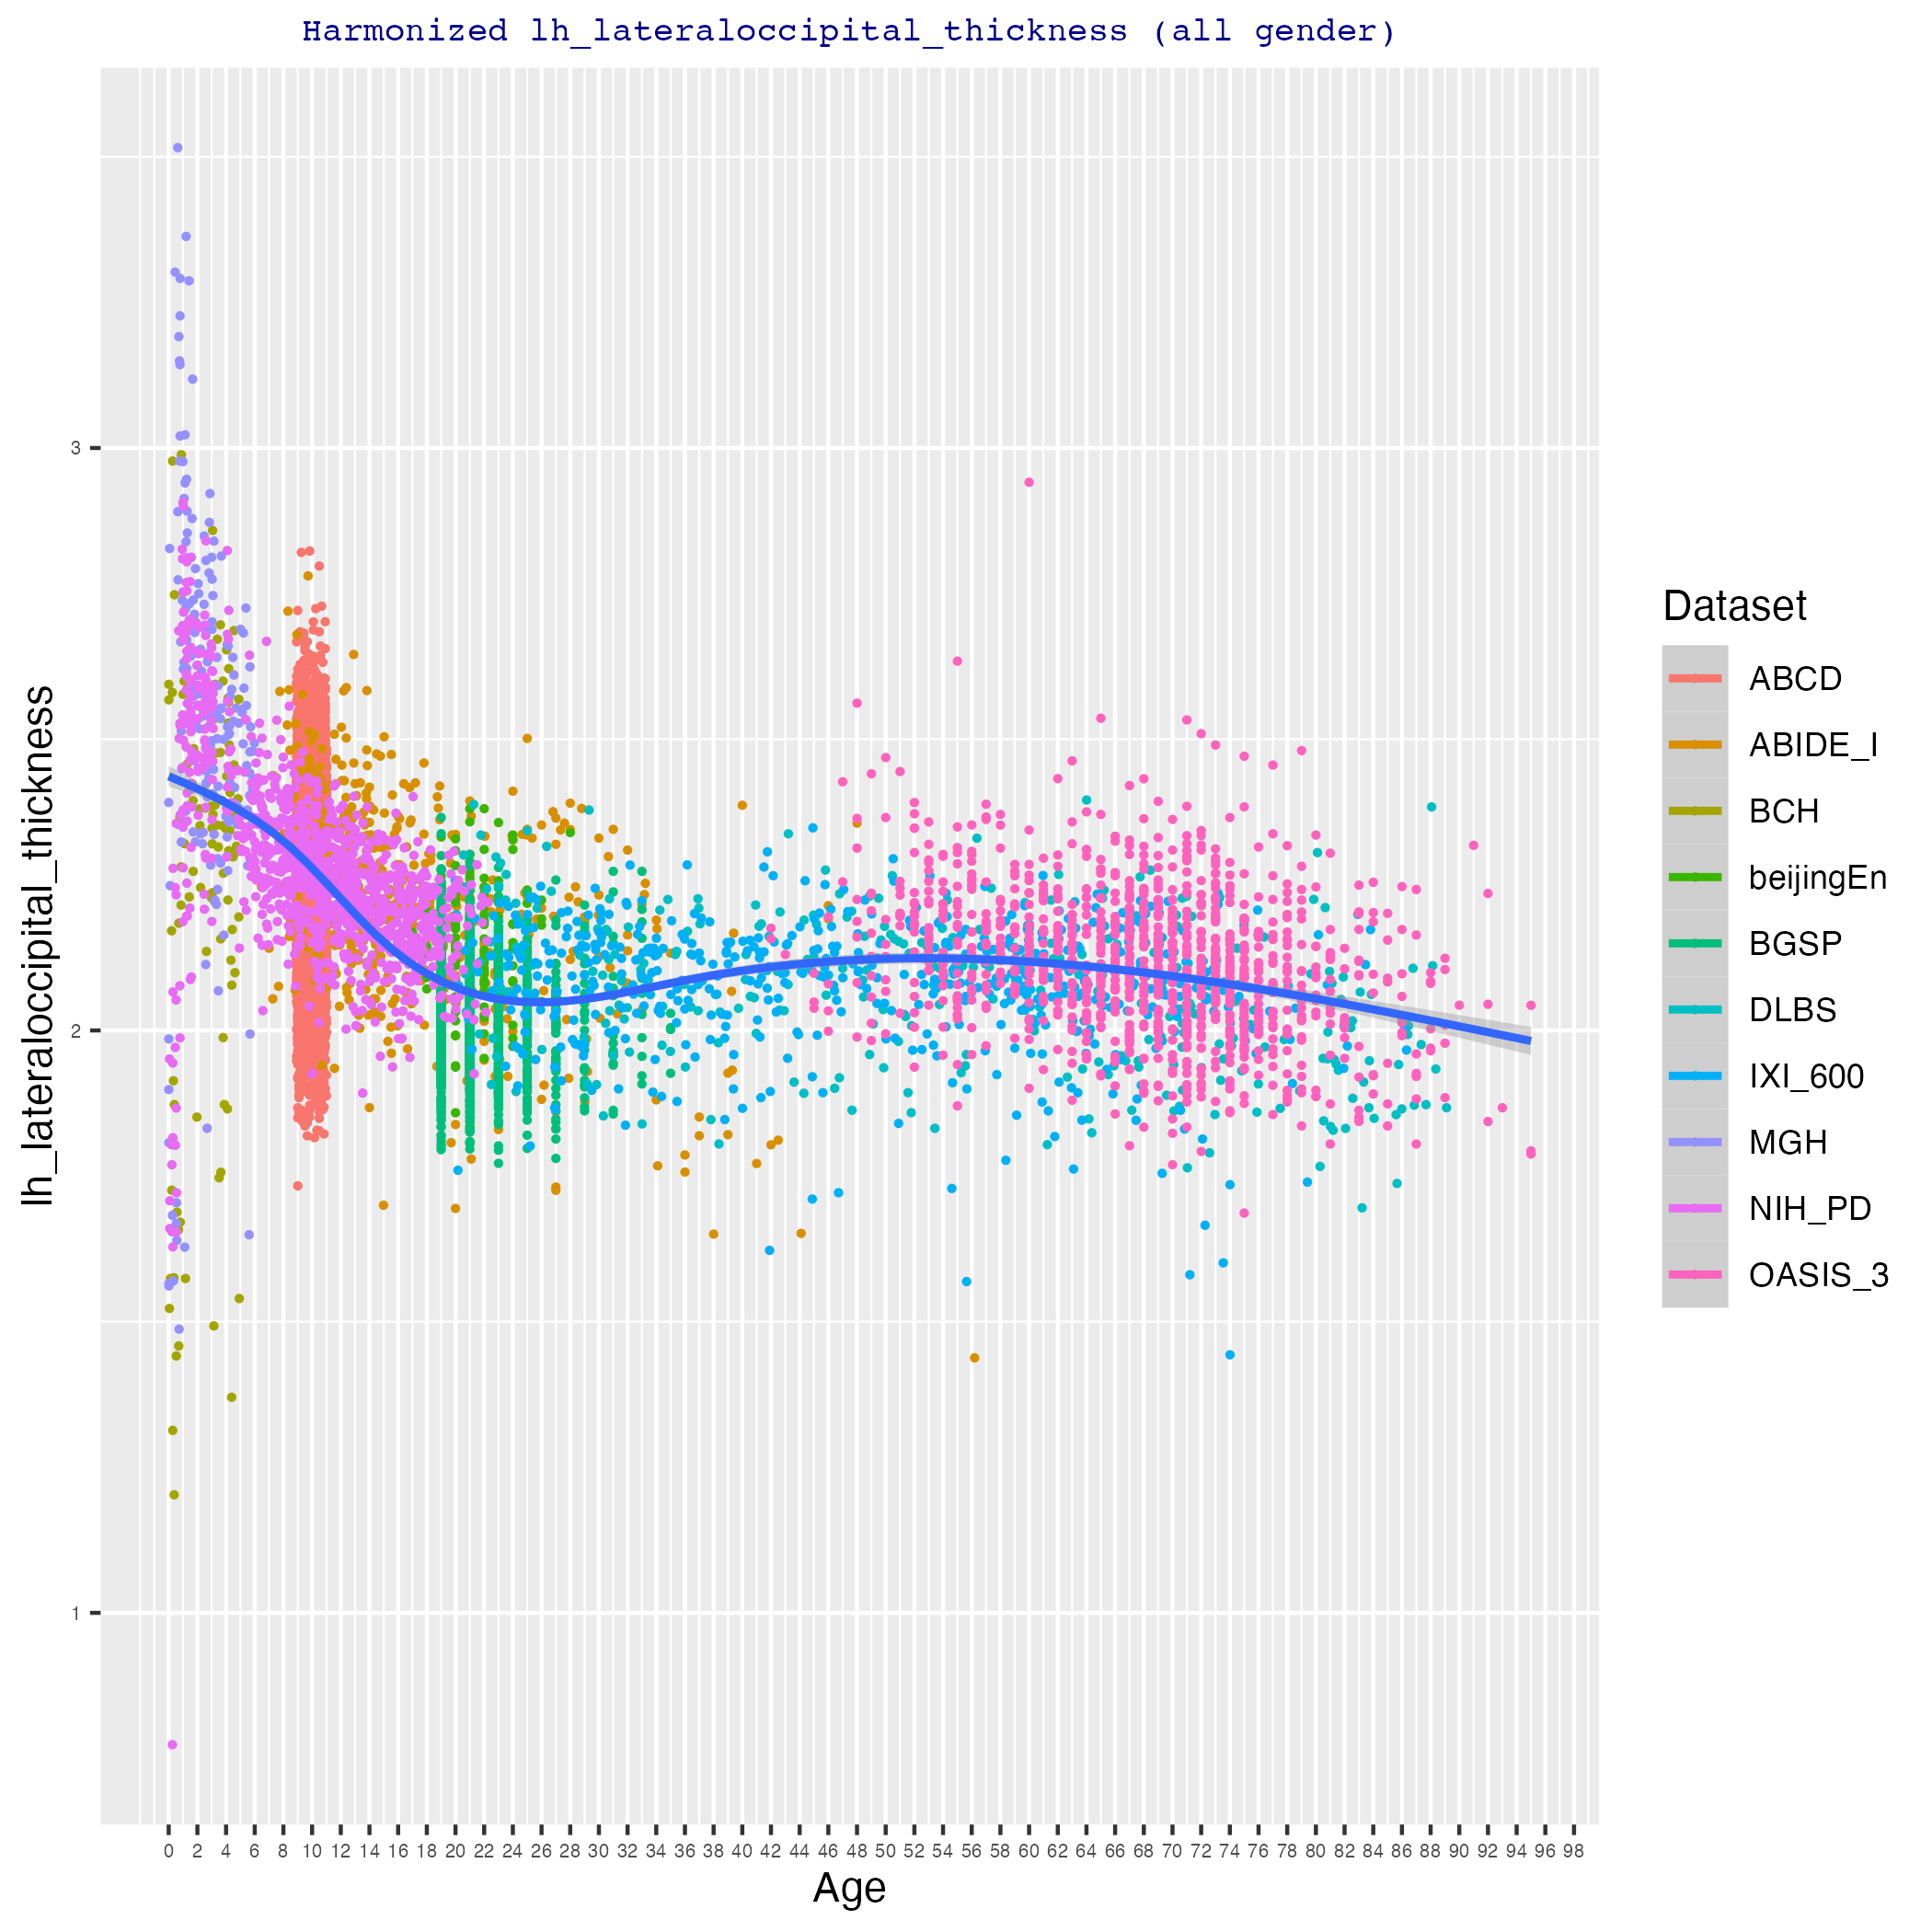 Harmonized lh_lateraloccipital_thickness (all gender)
lh_lateraloccipital_thickness
3
2
1
0 2 4 6 8 10 12 14 16 18 20 22 24 26 28 30 32 34 36 38 40 42 44 46 48 50 52 54 56 58 60 62 64 66 68 70 72 74 76 78 80 82 84 86 88 90 92 94 96 98
Age
Dataset
ABCD
ABIDE_I
BCH
beijingEn
BGSP
DLBS
IXI_600
MGH
NIH_PD
OASIS_3